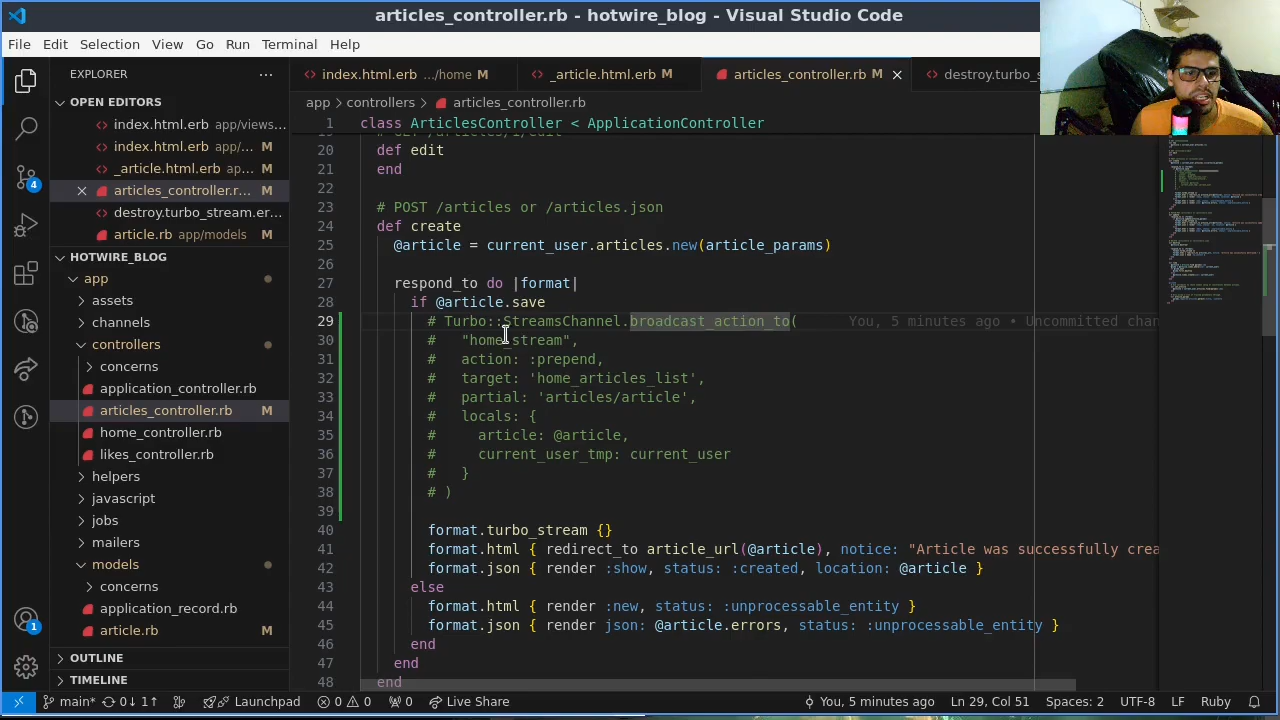 articles_controller.rb - hotwire_blog - Visual Studio Code
File Edit Selection View Go Run Terminal Help
EXPLORER
index.html.erb .../home M
_article.html.erb M
articles_controller.rb M
destroy.turbo_s
OPEN EDITORS
index.html.erb app/views...
index.html.erb app/... M
_article.html.erb ap... M
articles_controller.r... M
destroy.turbo_stream.er...
article.rb app/models M
HOTWIRE_BLOG
app
assets
channels
controllers
concerns
application_controller.rb
articles_controller.rb M
home_controller.rb
likes_controller.rb
helpers
javascript
jobs
mailers
models
concerns
application_record.rb
article.rb M
OUTLINE
TIMELINE
4
1
app > controllers > articles_controller.rb
1 class ArticlesController < ApplicationController
20 def edit
21 end
22
23 # POST /articles or /articles.json
24 def create
25 @article = current_user.articles.new(article_params)
26
27 respond_to do |format|
28 if @article.save
29 # Turbo::StreamsChannel.broadcast_action_to( You, 5 minutes ago • Uncommitted chan
30 # "home_stream",
31 # action: :prepend,
32 # target: 'home_articles_list',
33 # partial: 'articles/article',
34 # locals: {
35 # article: @article,
36 # current_user_tmp: current_user
37 # }
38 # )
39
40 format.turbo_stream {}
41 format.html { redirect_to article_url(@article), notice: "Article was successfully crea
42 format.json { render :show, status: :created, location: @article }
43 else
44 format.html { render :new, status: :unprocessable_entity }
45 format.json { render json: @article.errors, status: :unprocessable_entity }
46 end
47 end
48 end
main* 0↓ 1↑ Launchpad 0 0 0 Live Share You, 5 minutes ago Ln 29, Col 51 Spaces: 2 UTF-8 LF Ruby